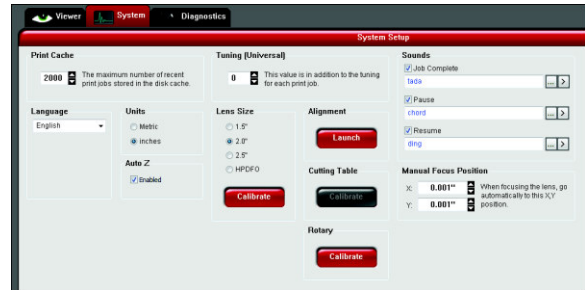 Viewer
System
Diagnostics
System Setup
Print Cache
2000
The maximum number of recent
print jobs stored in the disk cache.
Tuning (Universal)
0
This value is in addition to the tuning
for each print job.
Sounds
Job Complete
tada
... >
Pause
chord
... >
Resume
ding
... >
Language
English
Units
Metric
inches
Auto Z
Enabled
Lens Size
1.5"
2.0"
2.5"
HPDFO
Calibrate
Alignment
Launch
Cutting Table
Calibrate
Rotary
Calibrate
Manual Focus Position
X: 0.001"
Y: 0.001"
When focusing the lens, go
automatically to this X,Y
position.